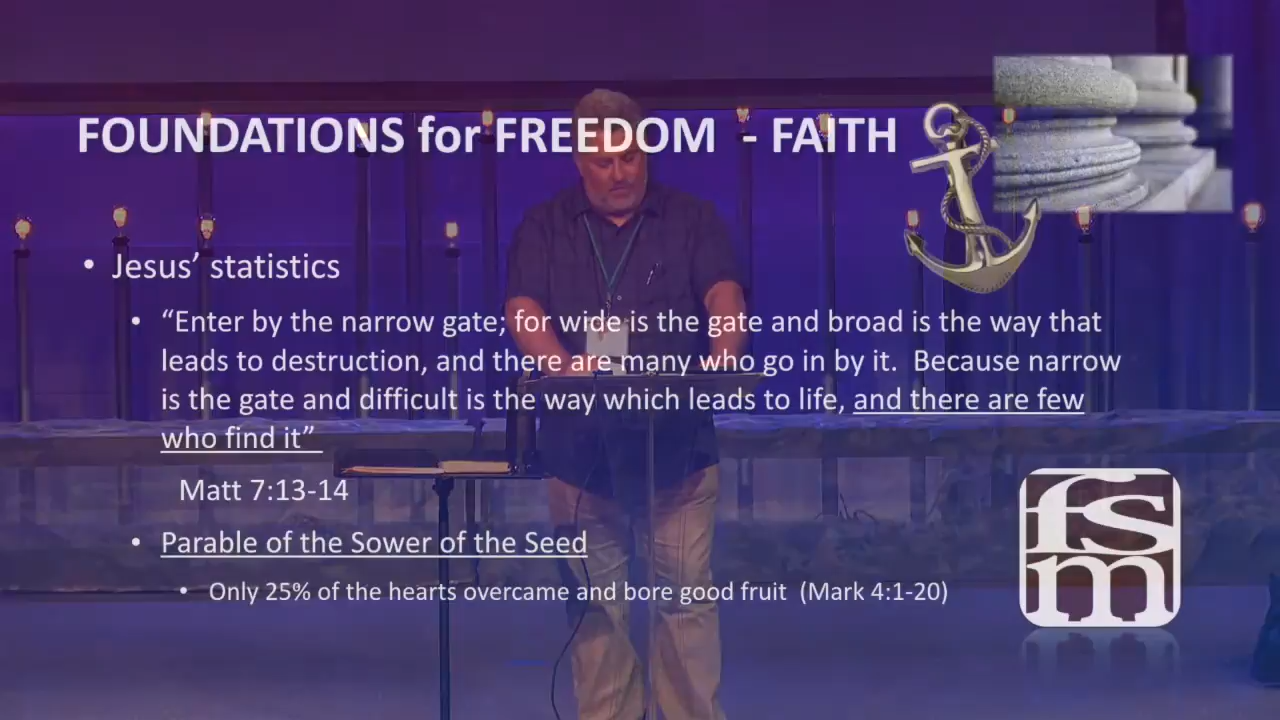 FOUNDATIONS for FREEDOM - FAITH
• Jesus’ statistics
• “Enter by the narrow gate; for wide is the gate and broad is the way that
leads to destruction, and there are many who go in by it. Because narrow
is the gate and difficult is the way which leads to life, and there are few
who find it”
Matt 7:13-14
• Parable of the Sower of the Seed
• Only 25% of the hearts overcame and bore good fruit (Mark 4:1-20)
fs
m